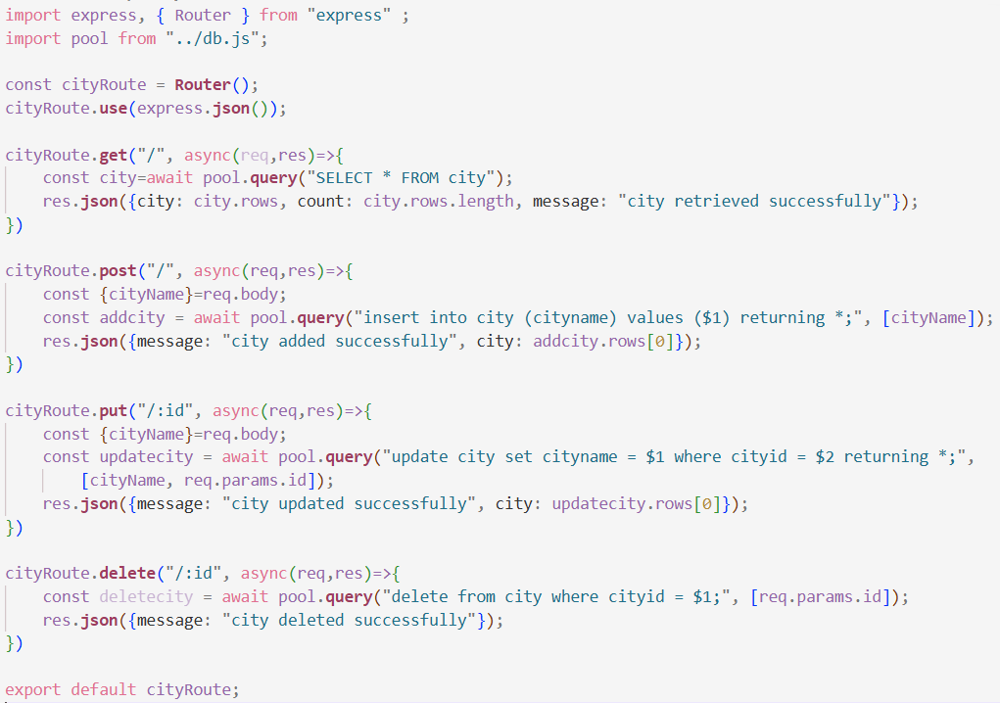 import express, { Router } from "express" ;
import pool from "../db.js";
const cityRoute = Router();
cityRoute.use(express.json());
cityRoute.get("/", async(req,res)=>{
const city=await pool.query("SELECT * FROM city");
res.json({city: city.rows, count: city.rows.length, message: "city retrieved successfully"});
})
cityRoute.post("/", async(req,res)=>{
const {cityName}=req.body;
const addcity = await pool.query("insert into city (cityname) values ($1) returning *;", [cityName]);
res.json({message: "city added successfully", city: addcity.rows[0]});
})
cityRoute.put("/:id", async(req,res)=>{
const {cityName}=req.body;
const updatecity = await pool.query("update city set cityname = $1 where cityid = $2 returning *;",
[cityName, req.params.id]);
res.json({message: "city updated successfully", city: updatecity.rows[0]});
})
cityRoute.delete("/:id", async(req,res)=>{
const deletecity = await pool.query("delete from city where cityid = $1;", [req.params.id]);
res.json({message: "city deleted successfully"});
})
export default cityRoute;